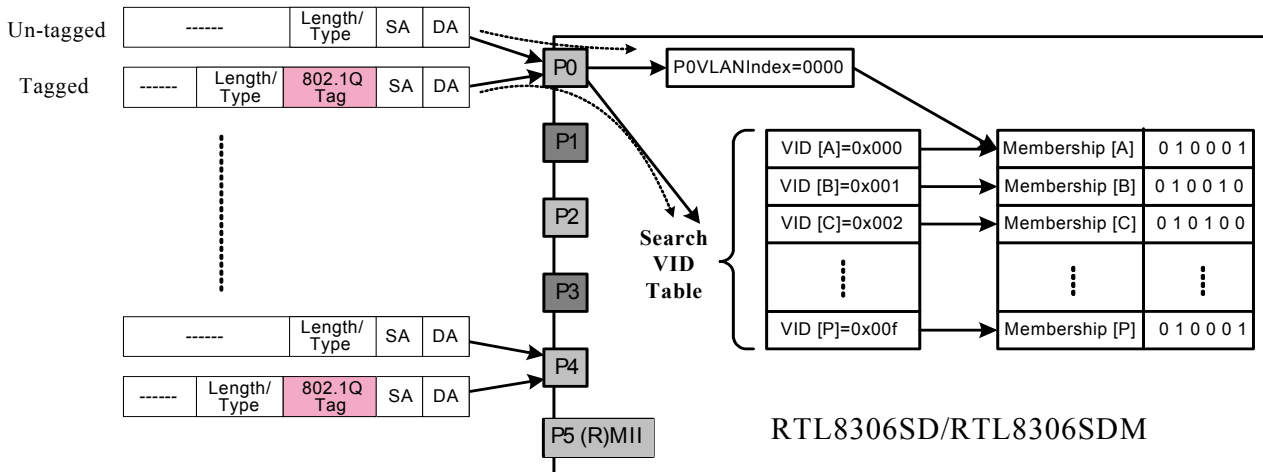 Un-tagged
------ Length/ Type SA DA
Tagged
------ Length/ Type 802.1Q Tag SA DA
P0
P0VLANIndex=0000
P1
P2
P3
Search
VID
Table
VID [A]=0x000 Membership [A] 0 1 0 0 0 1
VID [B]=0x001 Membership [B] 0 1 0 0 1 0
VID [C]=0x002 Membership [C] 0 1 0 1 0 0
VID [P]=0x00f Membership [P] 0 1 0 0 0 1
------ Length/ Type SA DA
------ Length/ Type 802.1Q Tag SA DA
P4
P5 (R)MII
RTL8306SD/RTL8306SDM